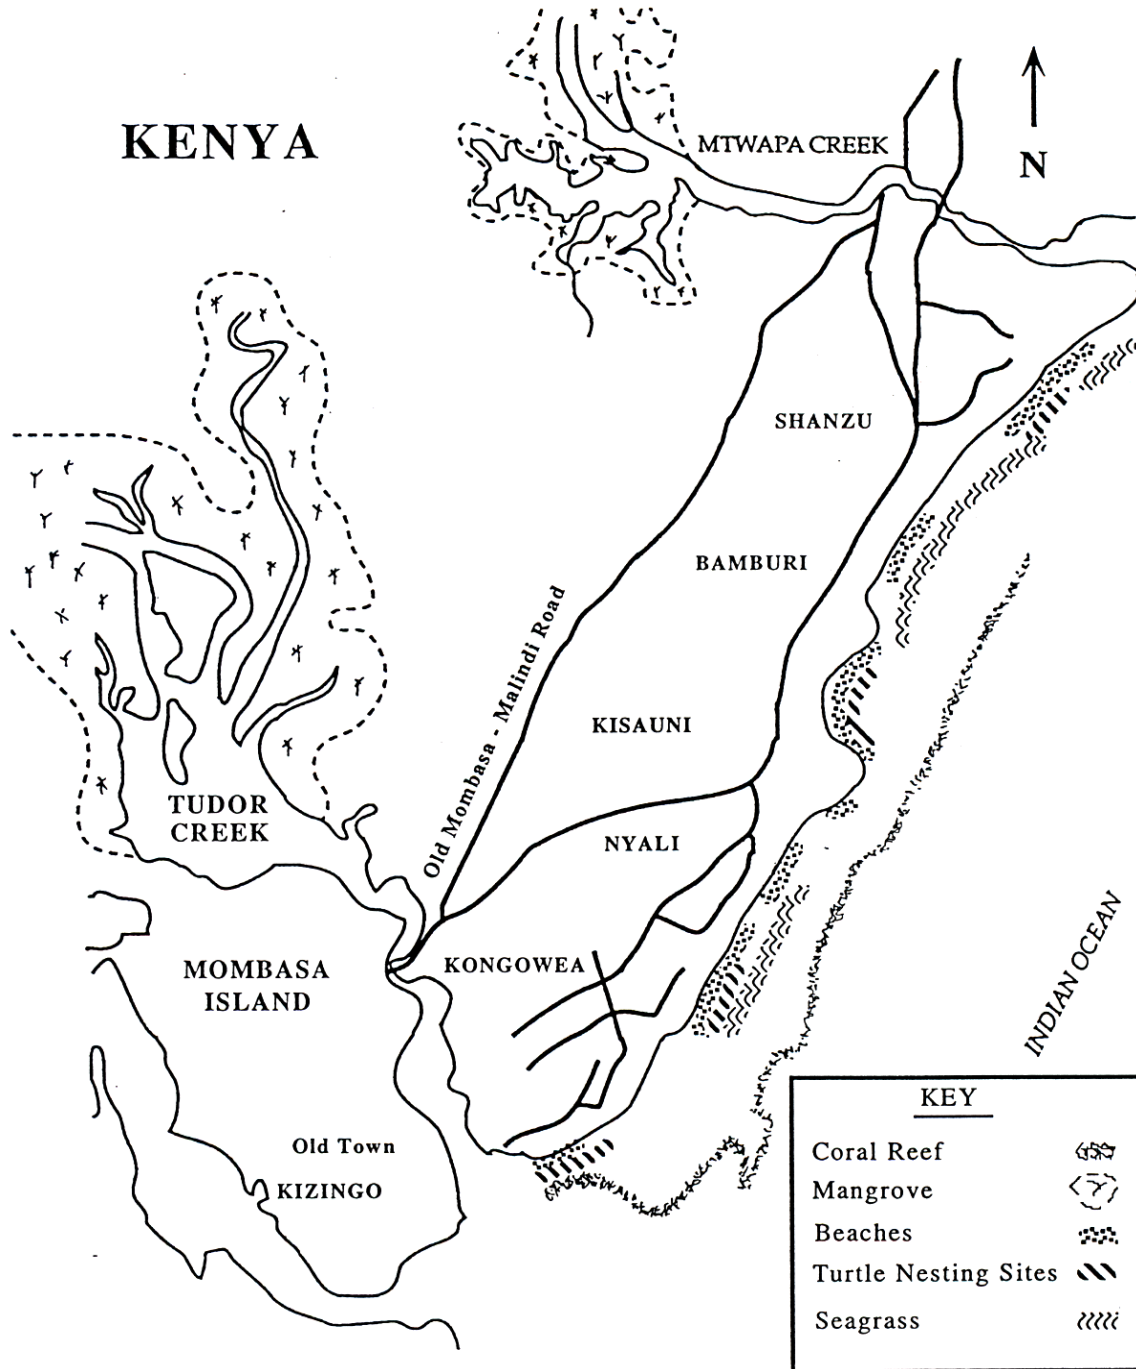 KENYA
MTWAPA CREEK
N
SHANZU
BAMBURI
Old Mombasa - Malindi Road
KISAUNI
TUDOR
CREEK
NYALI
MOMBASA
ISLAND
KONGOWEA
INDIAN OCEAN
Old Town
KIZINGO
KEY
Coral Reef
Mangrove
Beaches
Turtle Nesting Sites
Seagrass